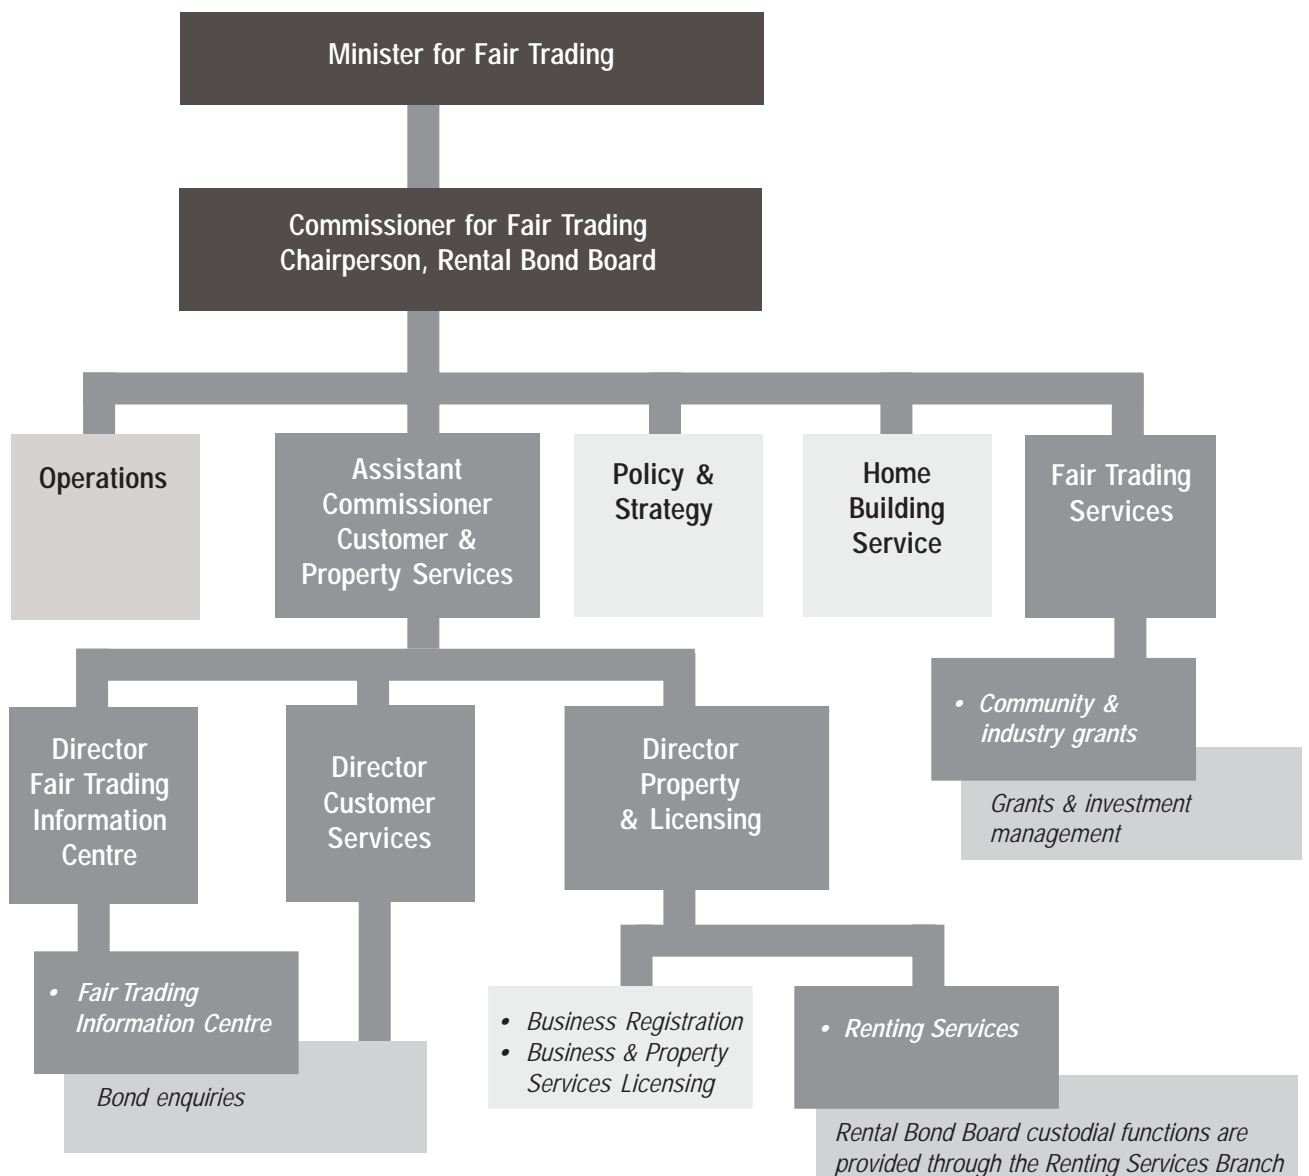 Minister for Fair Trading
Commissioner for Fair Trading
Chairperson, Rental Bond Board
Operations
Assistant
Commissioner
Customer &
Property Services
Policy &
Strategy
Home
Building
Service
Fair Trading
Services
• Community &
industry grants
Grants & investment
management
Director
Fair Trading
Information
Centre
Director
Customer
Services
Director
Property
& Licensing
• Fair Trading
Information Centre
Bond enquiries
• Business Registration
• Business & Property
Services Licensing
• Renting Services
Rental Bond Board custodial functions are
provided through the Renting Services Branch